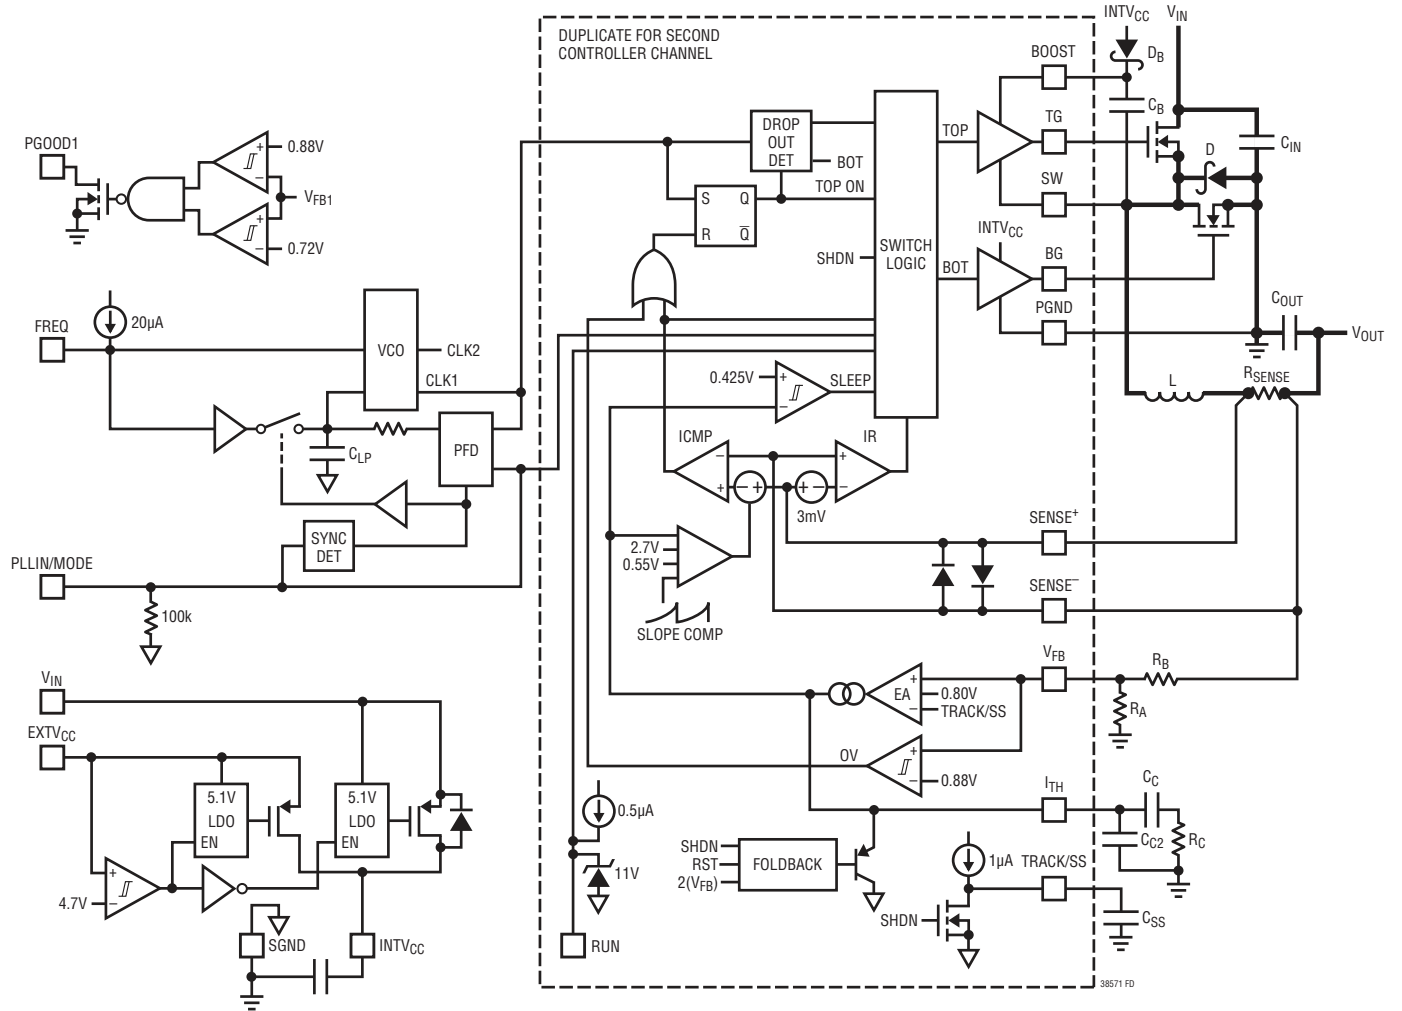 DUPLICATE FOR SECOND
CONTROLLER CHANNEL
INTVCC
VIN
BOOST
DB
CB
TG
TOP
CIN
D
SW
INTVCC
BG
BOT
PGND
COUT
VOUT
RSENSE
L
PGOOD1
+
0.88V
–
VFB1
+
–
0.72V
DROP
OUT
DET
BOT
TOP ON
S
Q
R
Q
SHDN
SWITCH
LOGIC
20µA
FREQ
VCO
CLK2
CLK1
0.425V
+
–
SLEEP
CLP
PFD
ICMP
IR
–
+
+
–
– +
+ –
3mV
SYNC
DET
2.7V
0.55V
SLOPE COMP
SENSE+
SENSE–
PLLIN/MODE
100k
VFB
RB
RA
EA
+
0.80V
–
TRACK/SS
OV
+
–
0.88V
VIN
EXTVCC
5.1V
LDO
EN
5.1V
LDO
EN
+
4.7V
–
SGND
INTVCC
0.5µA
11V
RUN
ITH
CC
CC2
RC
SHDN
RST
2(VFB)
FOLDBACK
1µA
TRACK/SS
SHDN
CSS
38571 FD